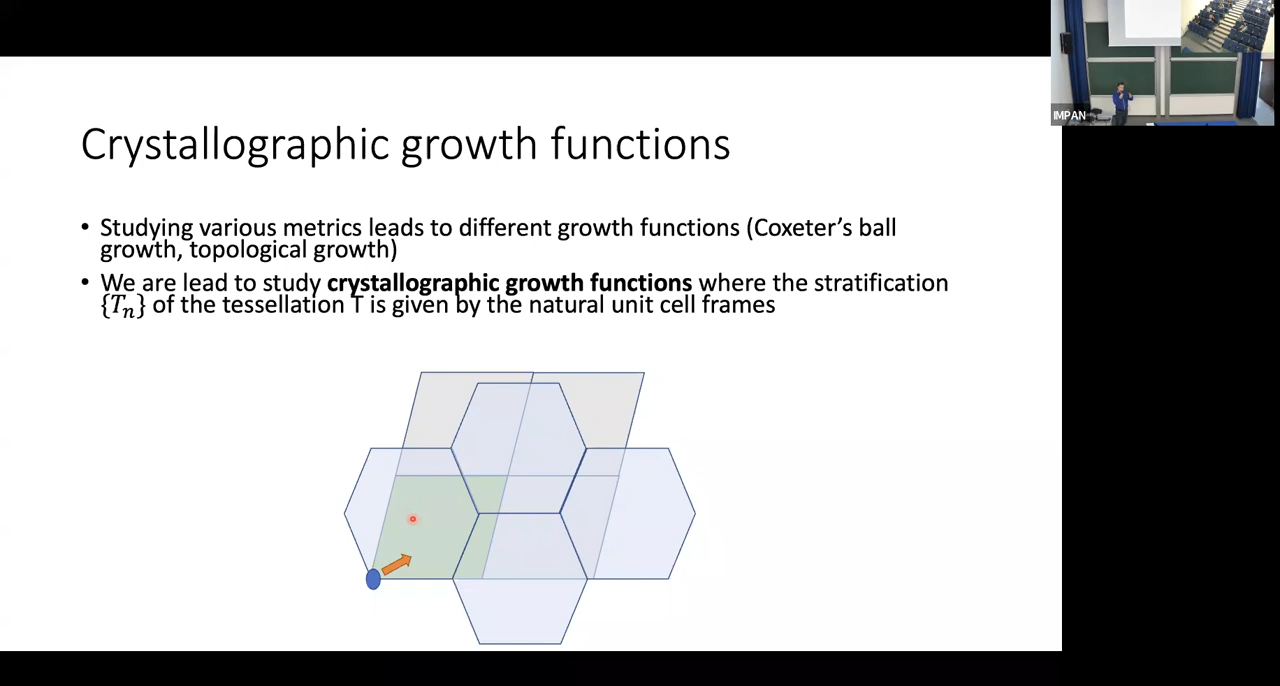 IMPAN
Crystallographic growth functions
• Studying various metrics leads to different growth functions (Coxeter’s ball
growth, topological growth)
• We are lead to study crystallographic growth functions where the stratification
{Tₙ} of the tessellation T is given by the natural unit cell frames